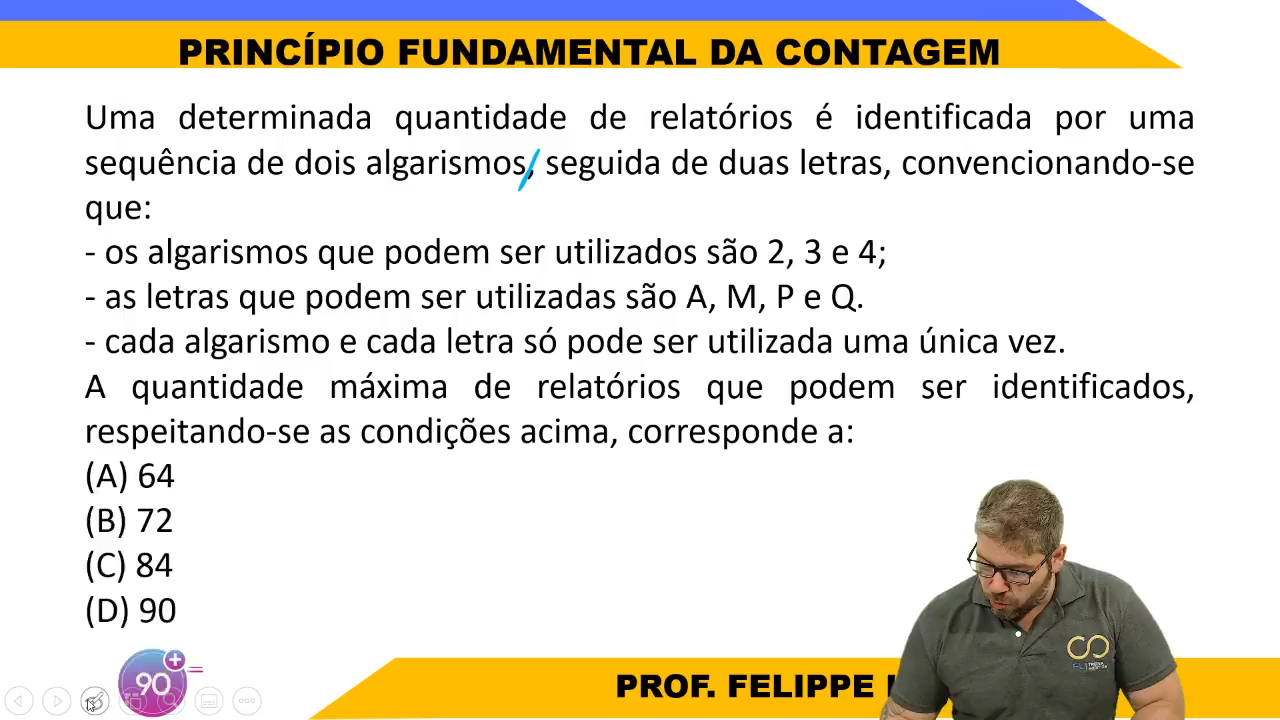 PRINCÍPIO FUNDAMENTAL DA CONTAGEM
Uma determinada quantidade de relatórios é identificada por uma
sequência de dois algarismos, seguida de duas letras, convencionando-se
que:
- os algarismos que podem ser utilizados são 2, 3 e 4;
- as letras que podem ser utilizadas são A, M, P e Q.
- cada algarismo e cada letra só pode ser utilizada uma única vez.
A quantidade máxima de relatórios que podem ser identificados,
respeitando-se as condições acima, corresponde a:
(A) 64
(B) 72
(C) 84
(D) 90
90
PROF. FELIPPE